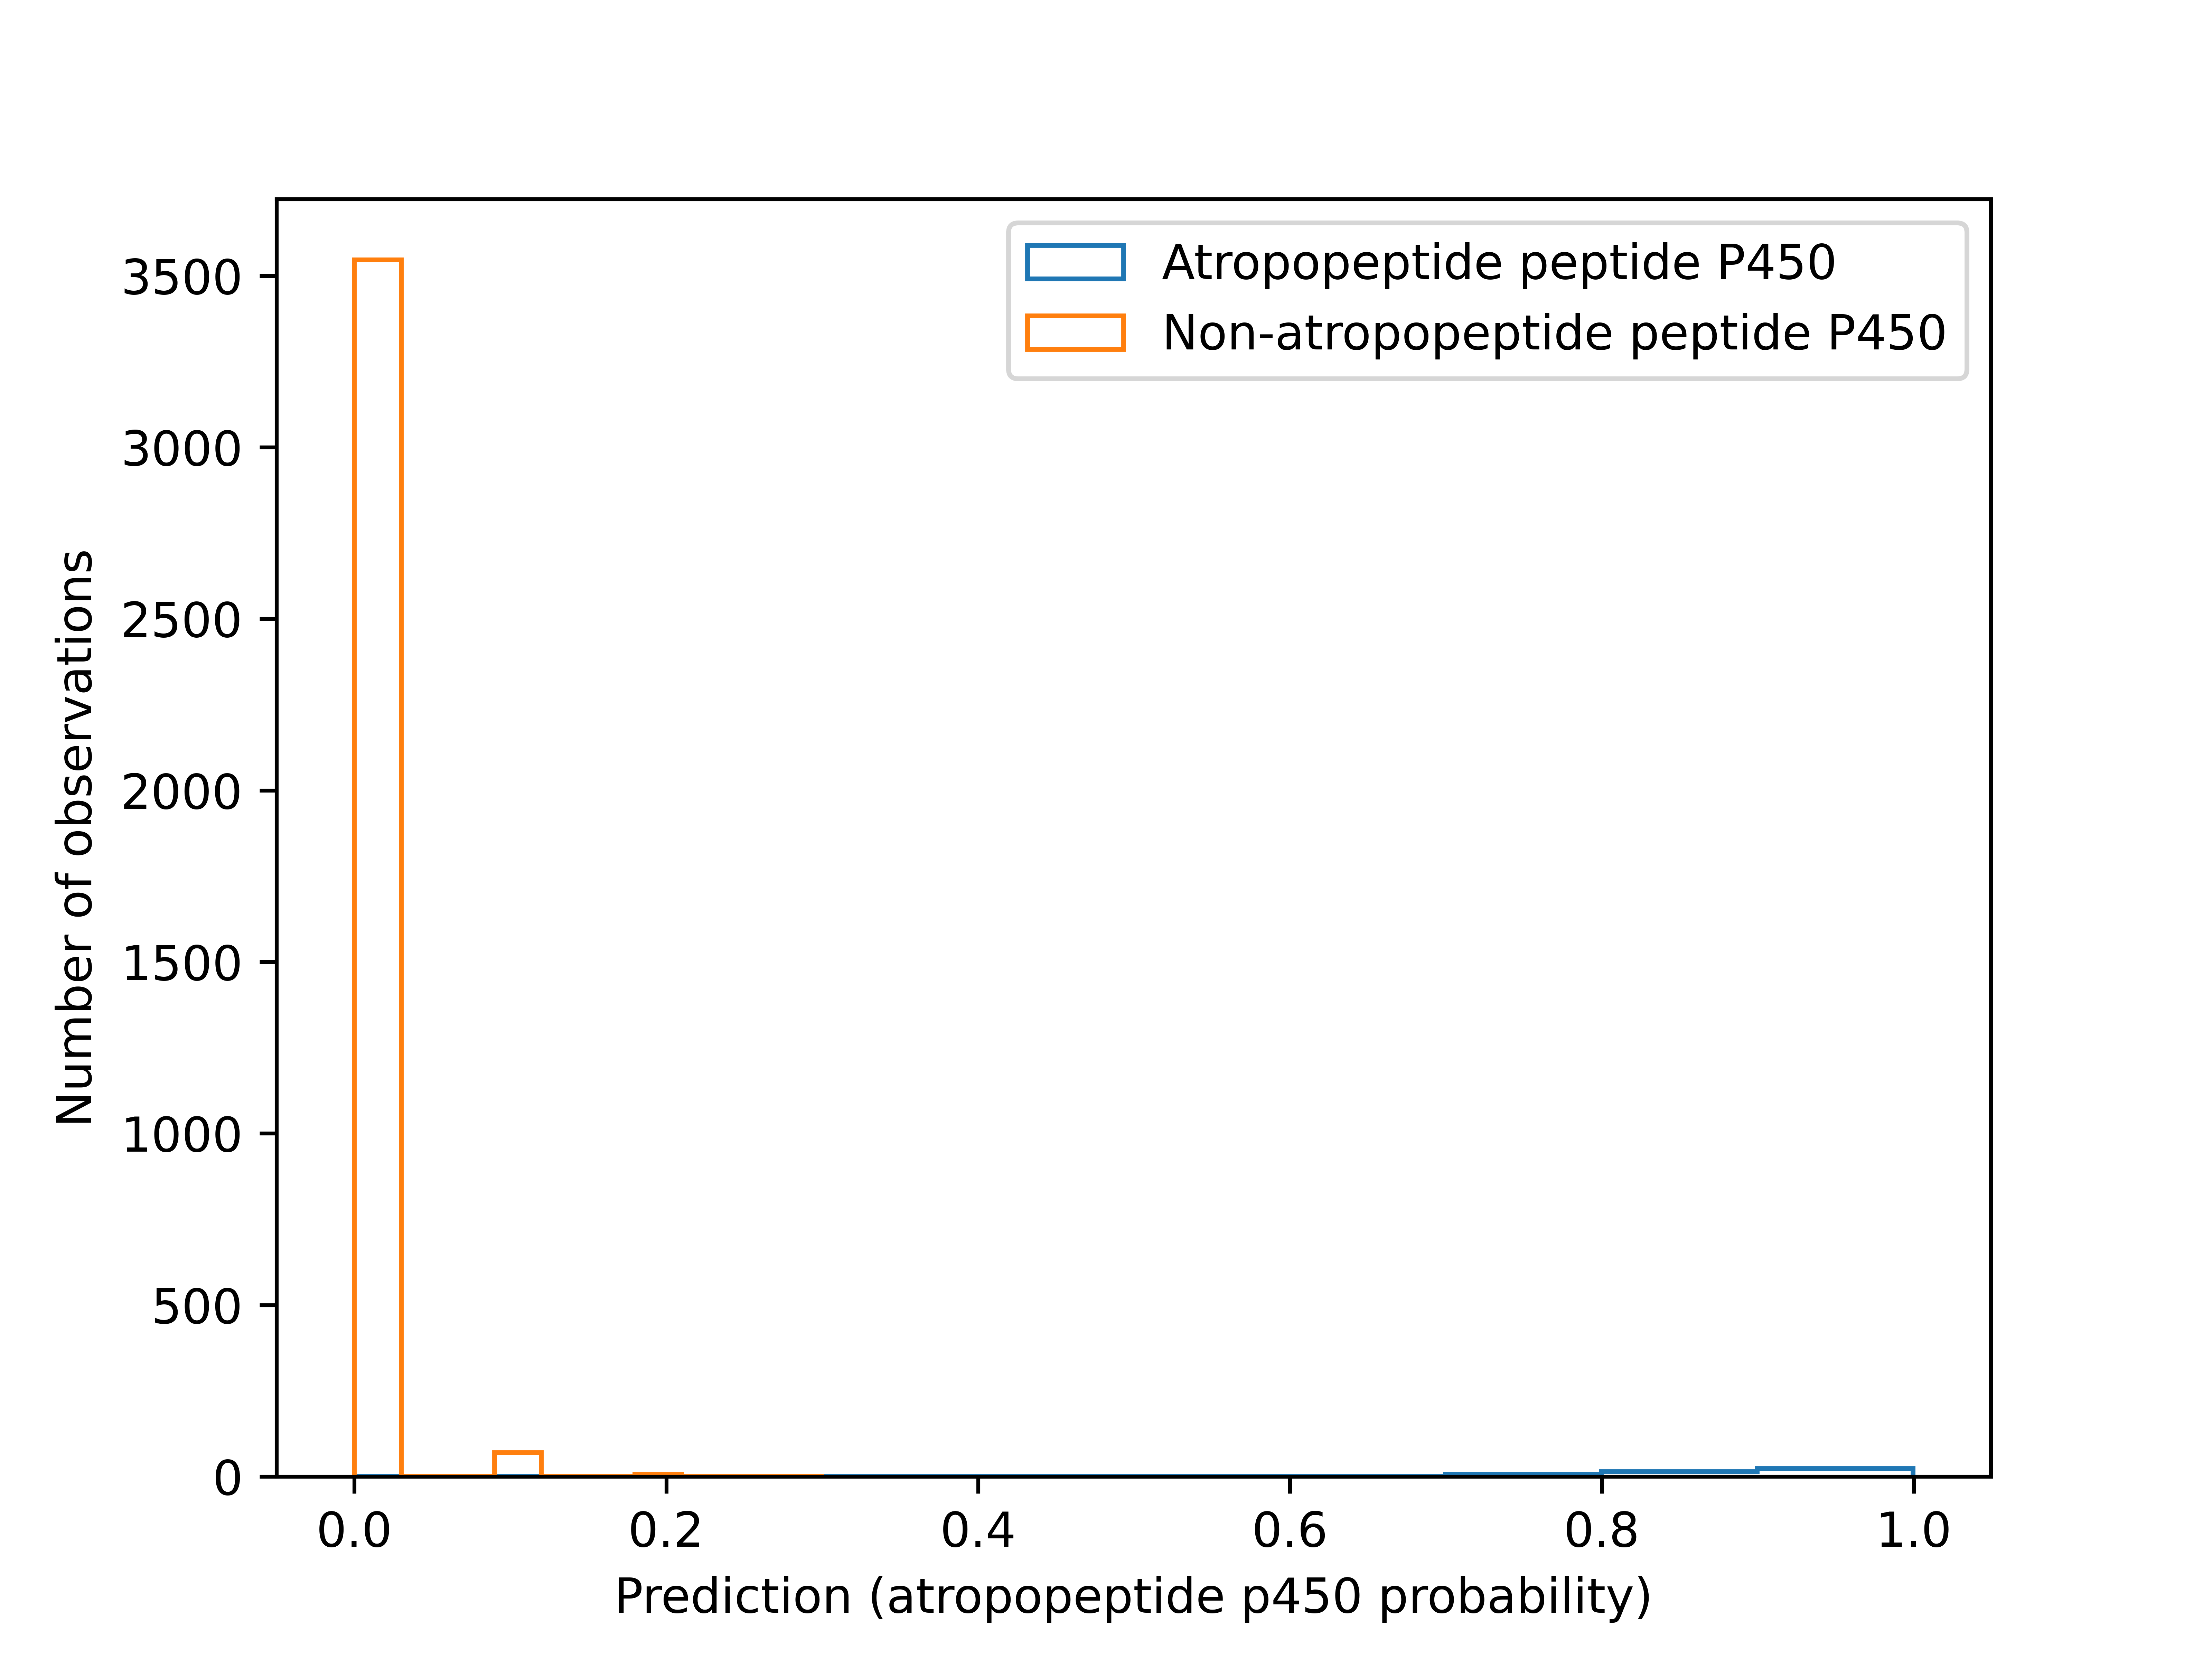 Atropopeptide peptide P450
Non-atropopeptide peptide P450
3500
3000
2500
2000
1500
1000
500
0
Number of observations
0.0 0.2 0.4 0.6 0.8 1.0
Prediction (atropopeptide p450 probability)